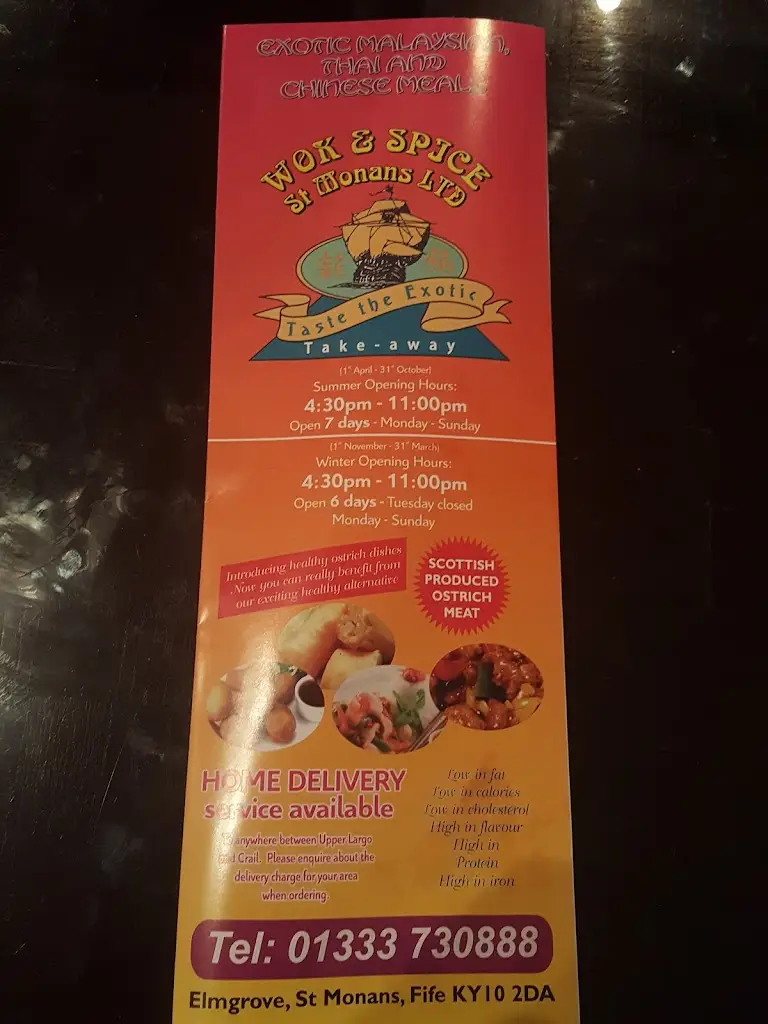 EXOTIC MALAYSIAN,
THAI AND
CHINESE MEALS
WOK & SPICE
St Monans LTD
Taste the Exotic
Take-away
(1st April - 31st October)
Summer Opening Hours:
4:30pm - 11:00pm
Open 7 days - Monday - Sunday
(1st November - 31st March)
Winter Opening Hours:
4:30pm - 11:00pm
Open 6 days - Tuesday closed
Monday - Sunday
Introducing healthy ostrich dishes
Now you can really benefit from
our exciting healthy alternative
SCOTTISH
PRODUCED
OSTRICH
MEAT
HOME DELIVERY
service available
To anywhere between Upper Largo
and Crail. Please enquire about the
delivery charge for your area
when ordering.
Low in fat
Low in calories
Low in cholesterol
High in flavour
High in
Protein
High in iron
Tel: 01333 730888
Elmgrove, St Monans, Fife KY10 2DA